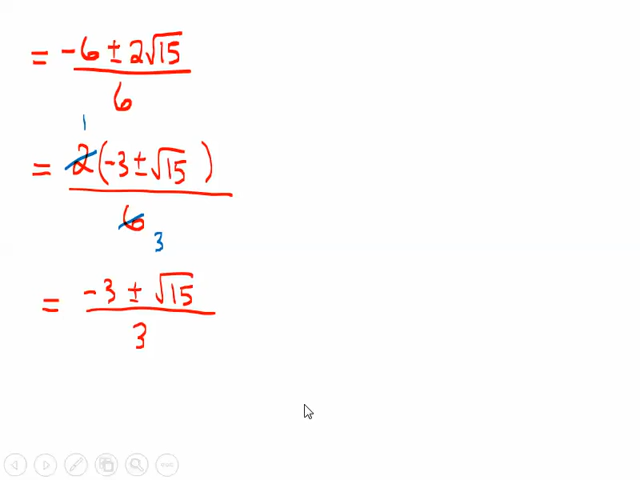 = -6 ± 2√15
6
1
= 2(-3 ± √15 )
6
3
= -3 ± √15
3